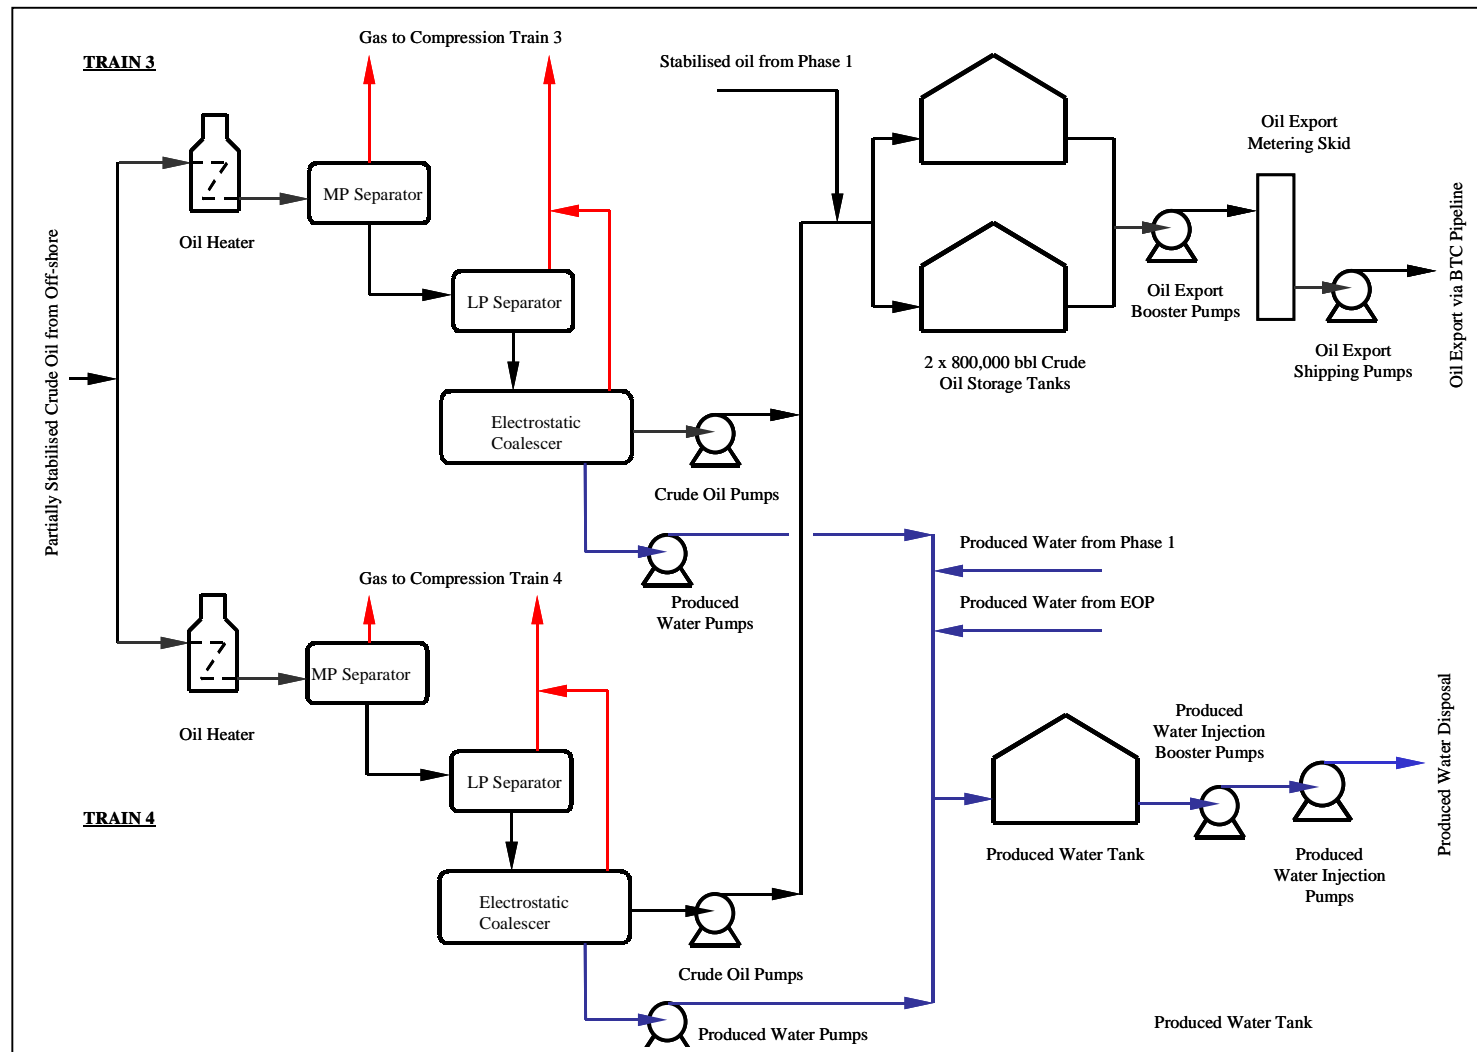 TRAIN 3
Gas to Compression Train 3
Stabilised oil from Phase 1
Oil Export
Metering Skid
MP Separator
Oil Heater
LP Separator
Oil Export
Booster Pumps
2 x 800,000 bbl Crude
Oil Storage Tanks
Oil Export
Shipping Pumps
Oil Export via BTC Pipeline
Partially Stabilised Crude Oil from Off-shore
Electrostatic
Coalescer
Crude Oil Pumps
Produced Water from Phase 1
Gas to Compression Train 4
Produced
Water Pumps
Produced Water from EOP
MP Separator
Oil Heater
LP Separator
Produced
Water Injection
Booster Pumps
Produced Water Disposal
TRAIN 4
Produced Water Tank
Produced
Water Injection
Pumps
Electrostatic
Coalescer
Crude Oil Pumps
Produced Water Pumps
Produced Water Tank